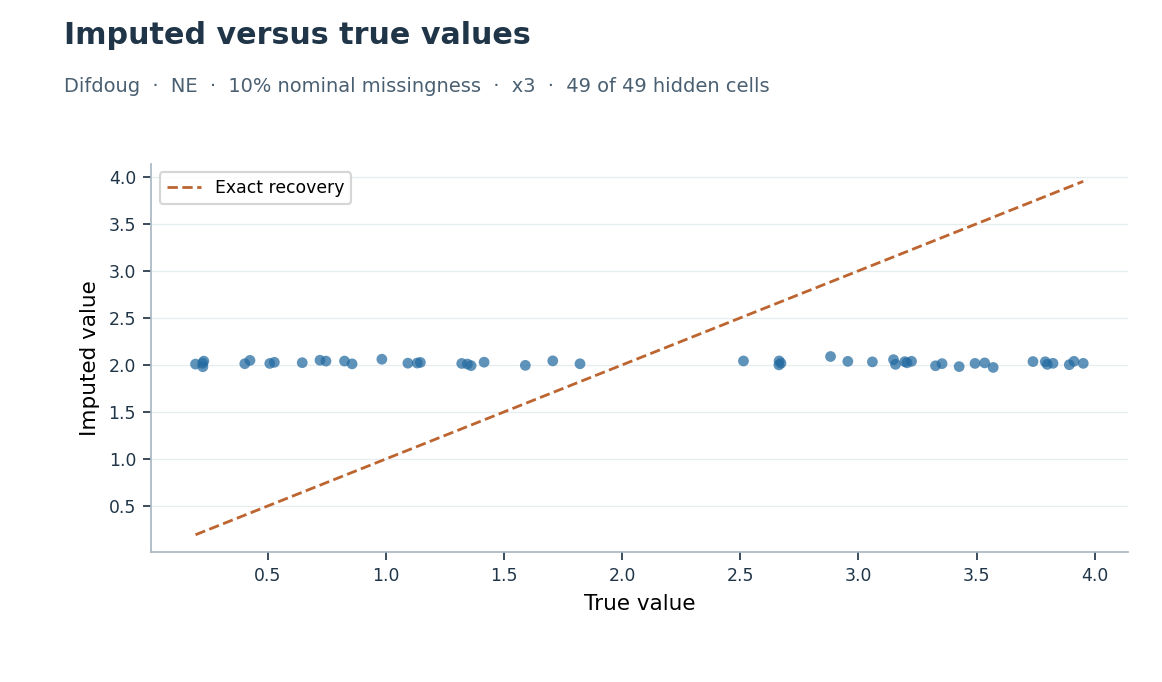 Imputed versus true values
Difdoug · NE · 10% nominal missingness · x3 · 49 of 49 hidden cells
Exact recovery
Imputed value
4.0
3.5
3.0
2.5
2.0
1.5
1.0
0.5
0.5 1.0 1.5 2.0 2.5 3.0 3.5 4.0
True value